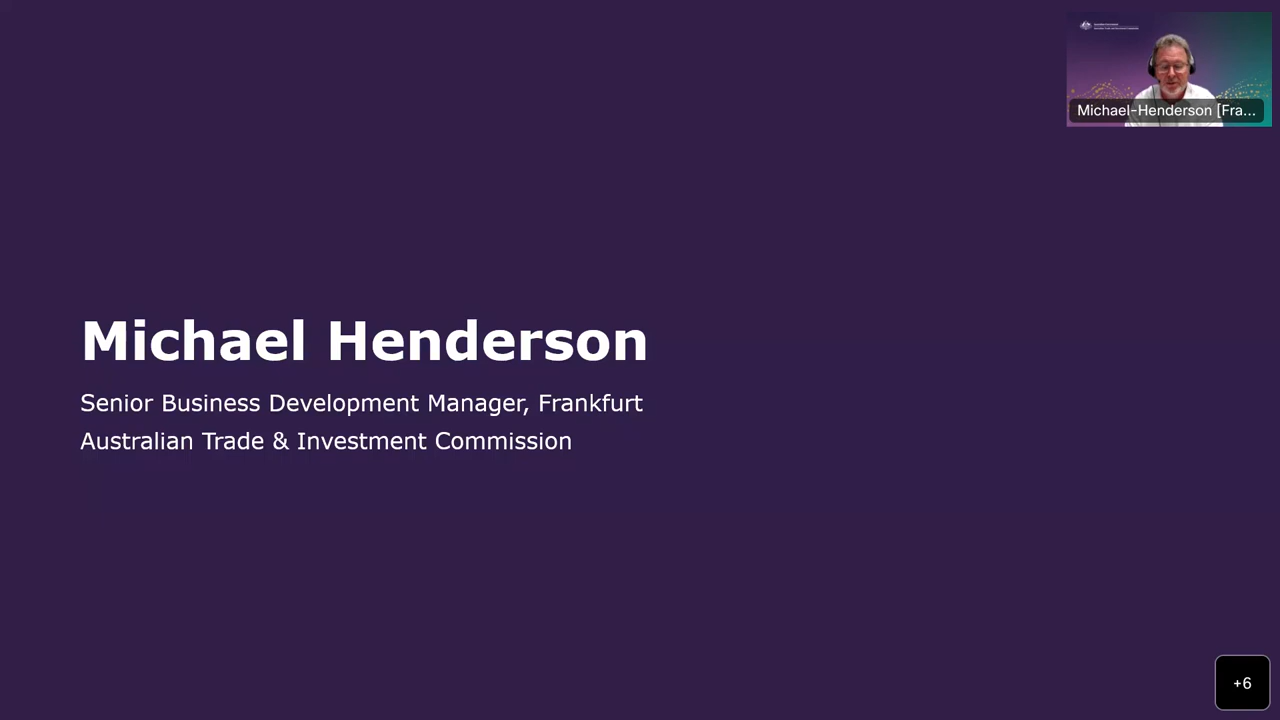 Michael-Henderson [Fra...
Michael Henderson
Senior Business Development Manager, Frankfurt
Australian Trade & Investment Commission
+6